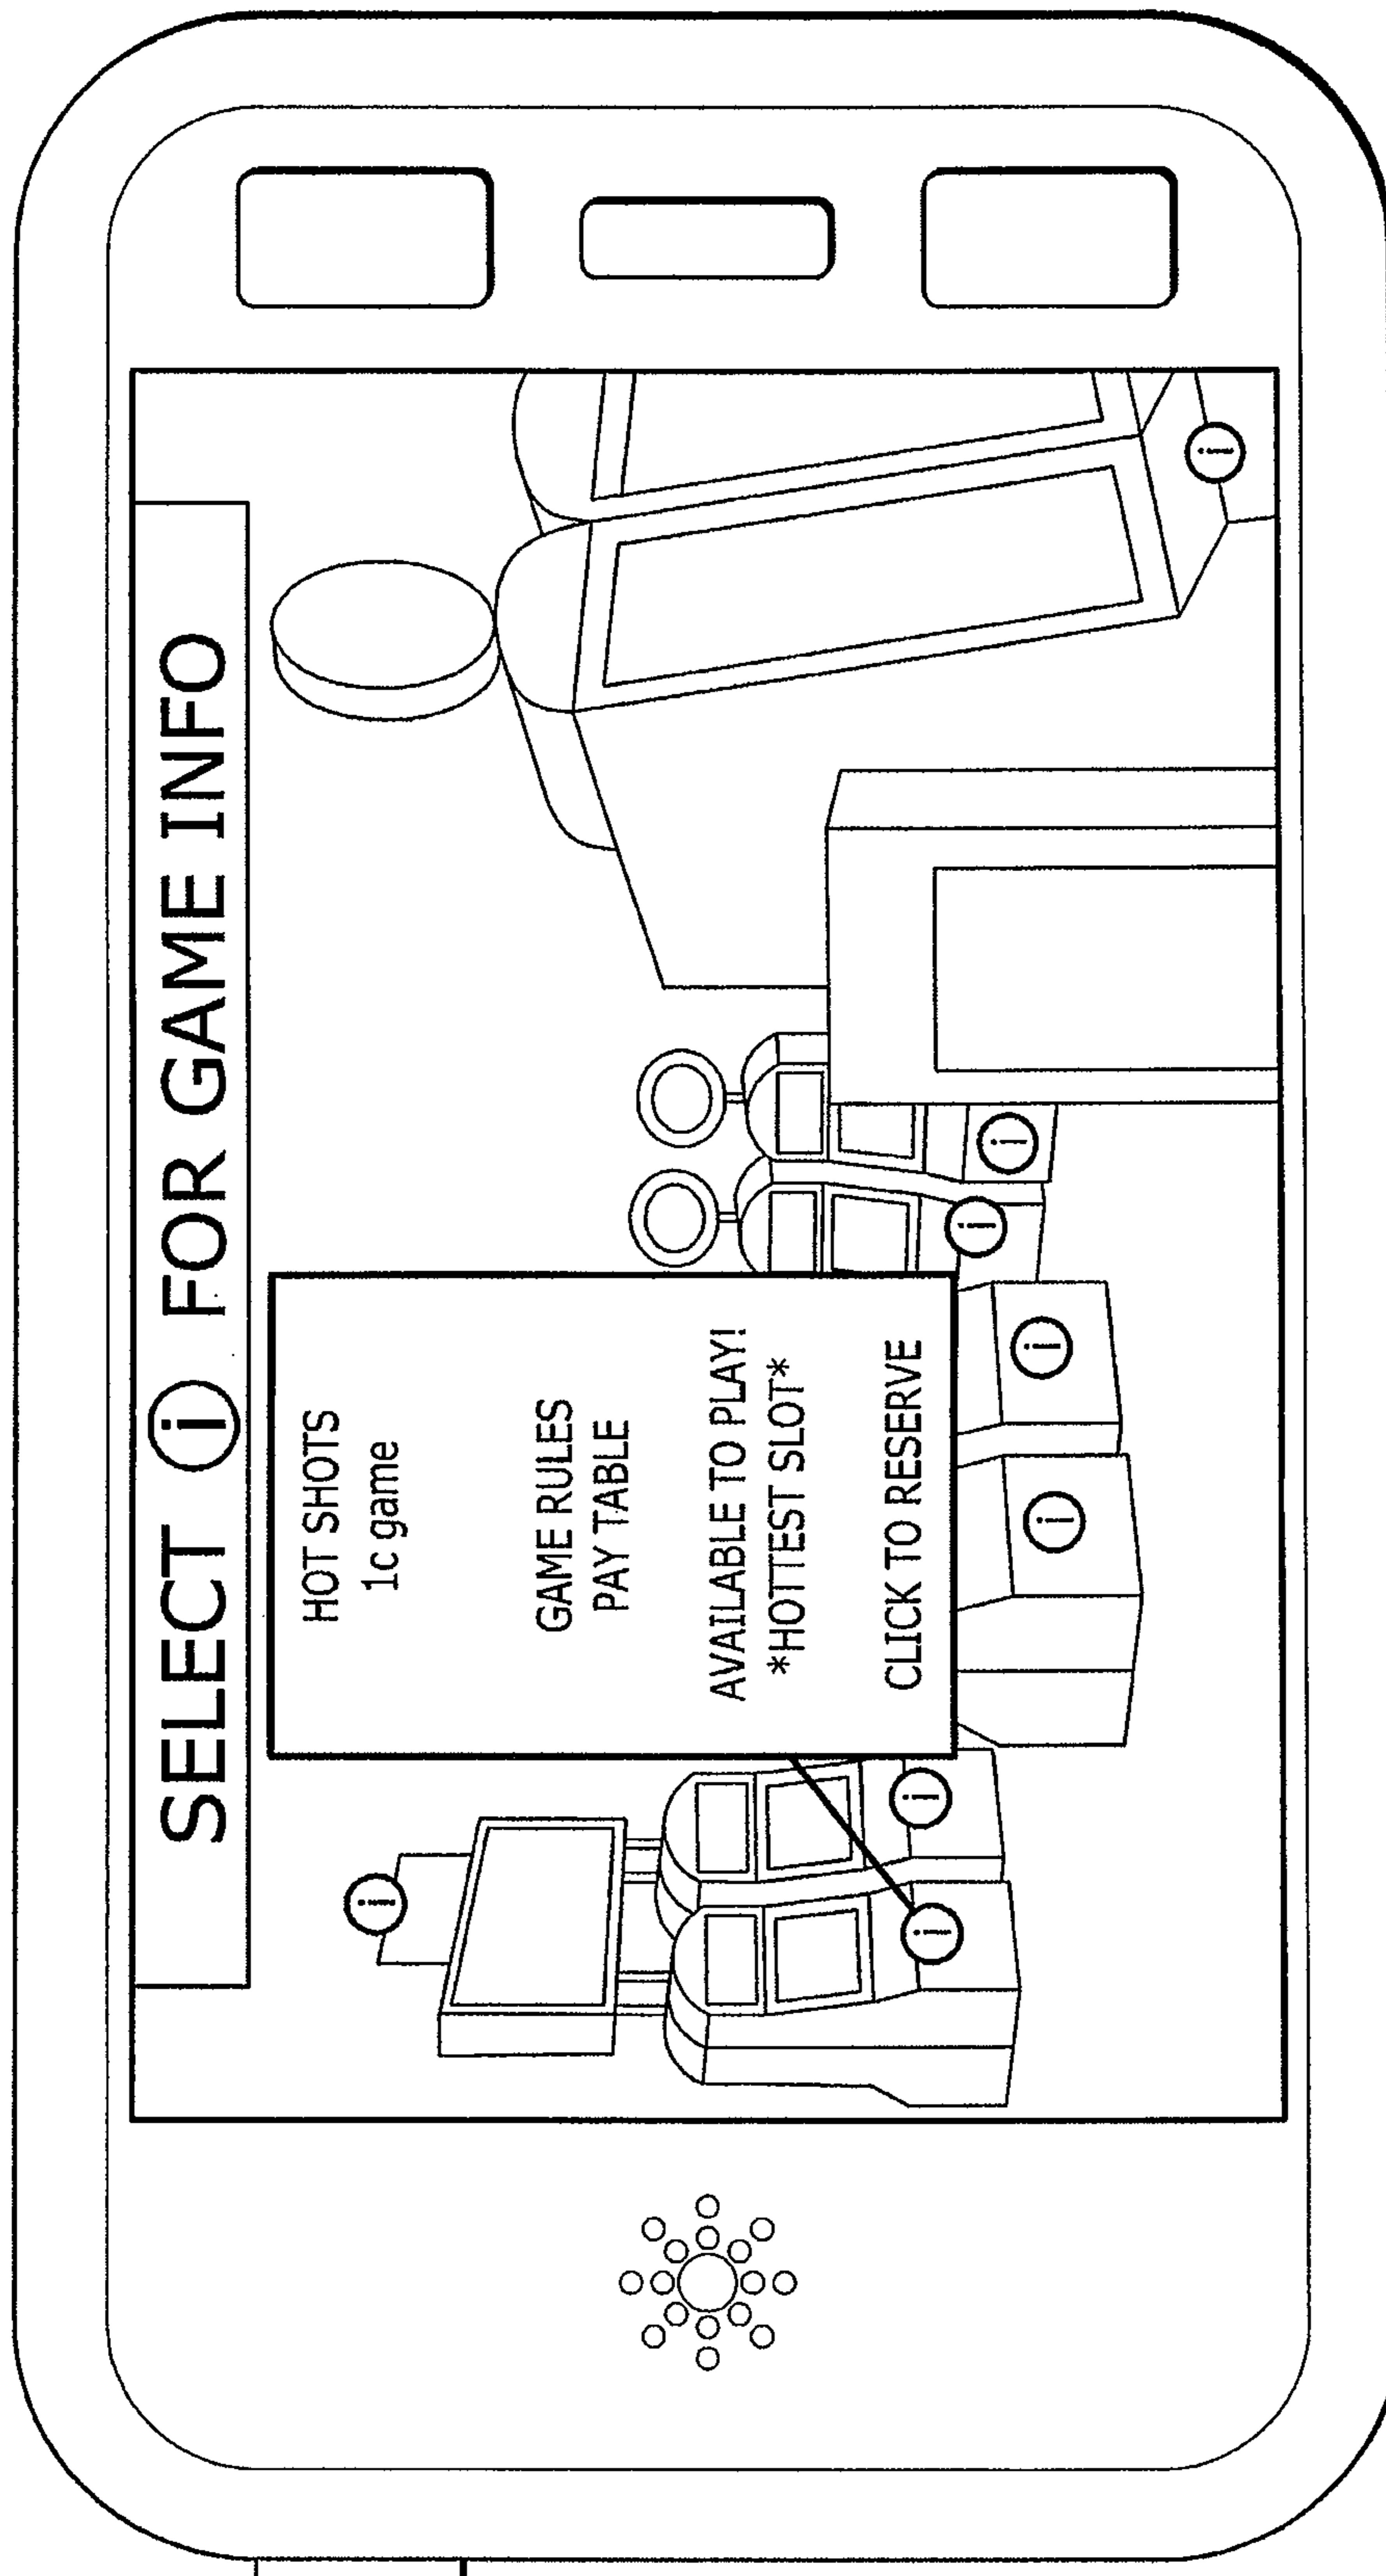 SELECT i FOR GAME INFO
HOT SHOTS
1c game
GAME RULES
PAY TABLE
AVAILABLE TO PLAY!
*HOTTEST SLOT*
CLICK TO RESERVE
i
i
i
i
i
i
i
i